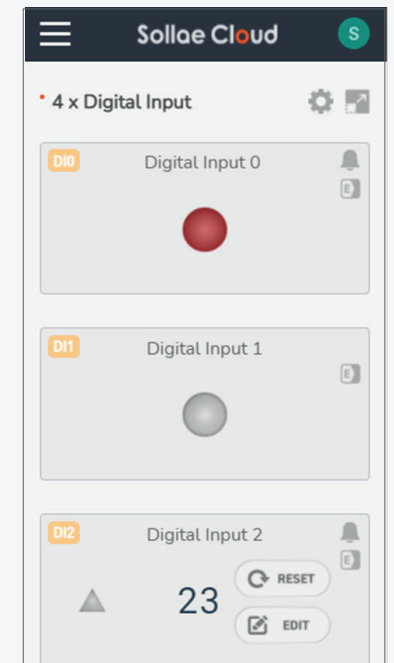 Sollae Cloud S
4 x Digital Input
DI0 Digital Input 0
E
DI1 Digital Input 1
E
DI2 Digital Input 2
E
23 RESET
EDIT